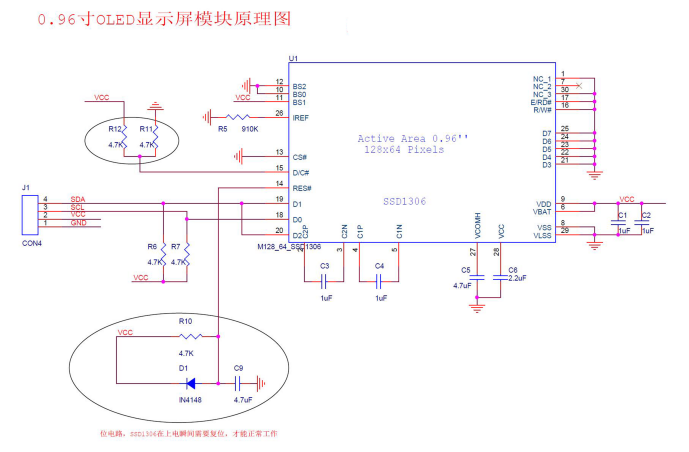 0.96寸OLED显示屏模块原理图
U1
12 BS2
10 BS0
VCC 11 BS1
R5 910K 26 IREF
13 CS#
15 D/C#
14 RES#
19 D1
18 D0
20 D2
M128_64_SSD1306
Active Area 0.96''
128x64 Pixels
SSD1306
NC_1 1
NC_2 7
NC_3 30
E/RD# 17
R/W# 16
D7 25
D6 24
D5 23
D5 22
D4
D3 21
VDD 9 VCC
VBAT 6
VSS 8
VLSS 29
C1 C2
1uF 1uF
VCC
R12 R11
4.7K 4.7K
J1
4 SDA
3 SCL
2 VCC
1 GND
CON4
R6 R7
4.7K 4.7K
VCC
C2P C2N C1P C1N VCOMH VCC
2 3 4 5 27 28
C3 C4 C5 C6
1uF 1uF 4.7uF 2.2uF
R10
VCC
4.7K
D1 C9
IN4148 4.7uF
位电路，SSD1306在上电瞬间需要复位，才能正常工作